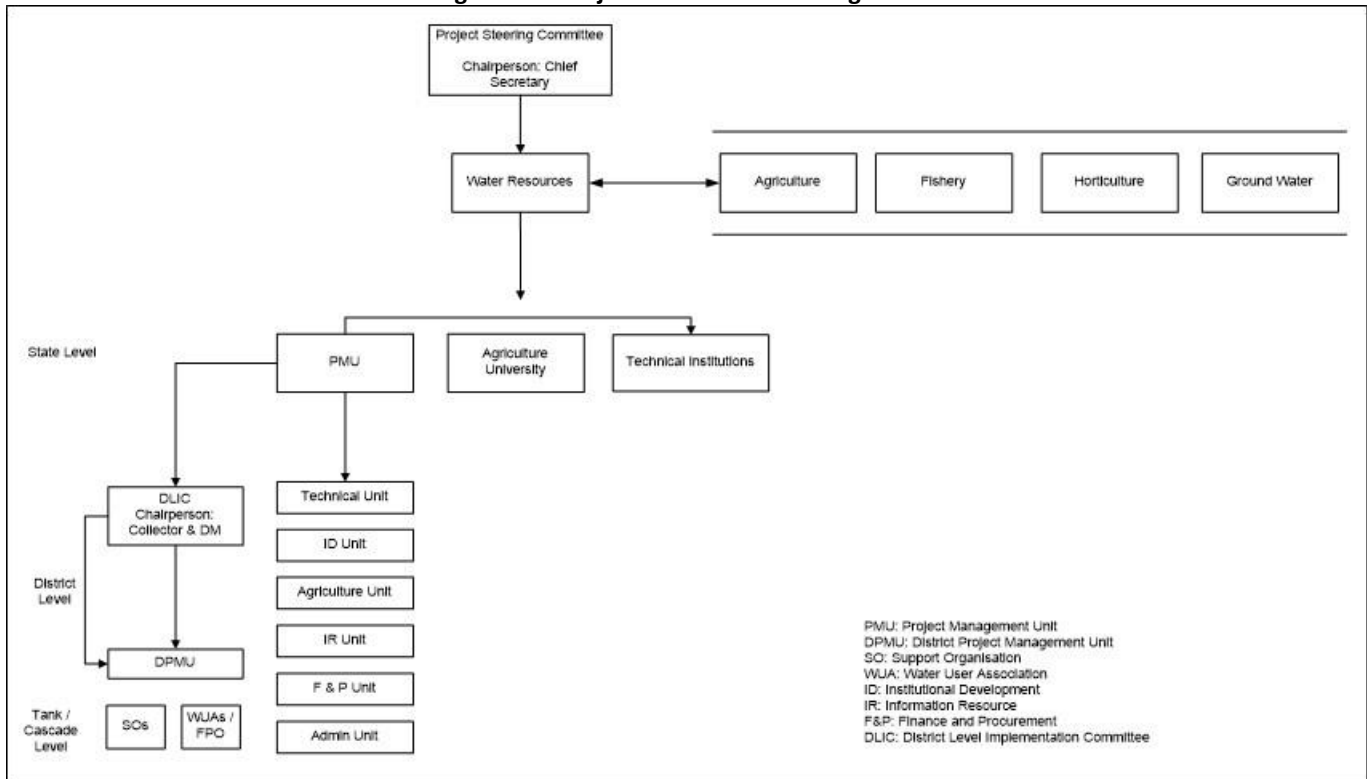 Project Steering Committee
Chairperson: Chief
Secretary
Water Resources
Agriculture
Fishery
Horticulture
Ground Water
State Level
PMU
Agriculture
University
Technical Institutions
DLIC
Chairperson:
Collector & DM
Technical Unit
ID Unit
District
Level
Agriculture Unit
IR Unit
DPMU
F & P Unit
Tank /
Cascade
Level
SOs
WUAs /
FPO
Admin Unit
PMU: Project Management Unit
DPMU: District Project Management Unit
SO: Support Organisation
WUA: Water User Association
ID: Institutional Development
IR: Information Resource
F&P: Finance and Procurement
DLIC: District Level Implementation Committee